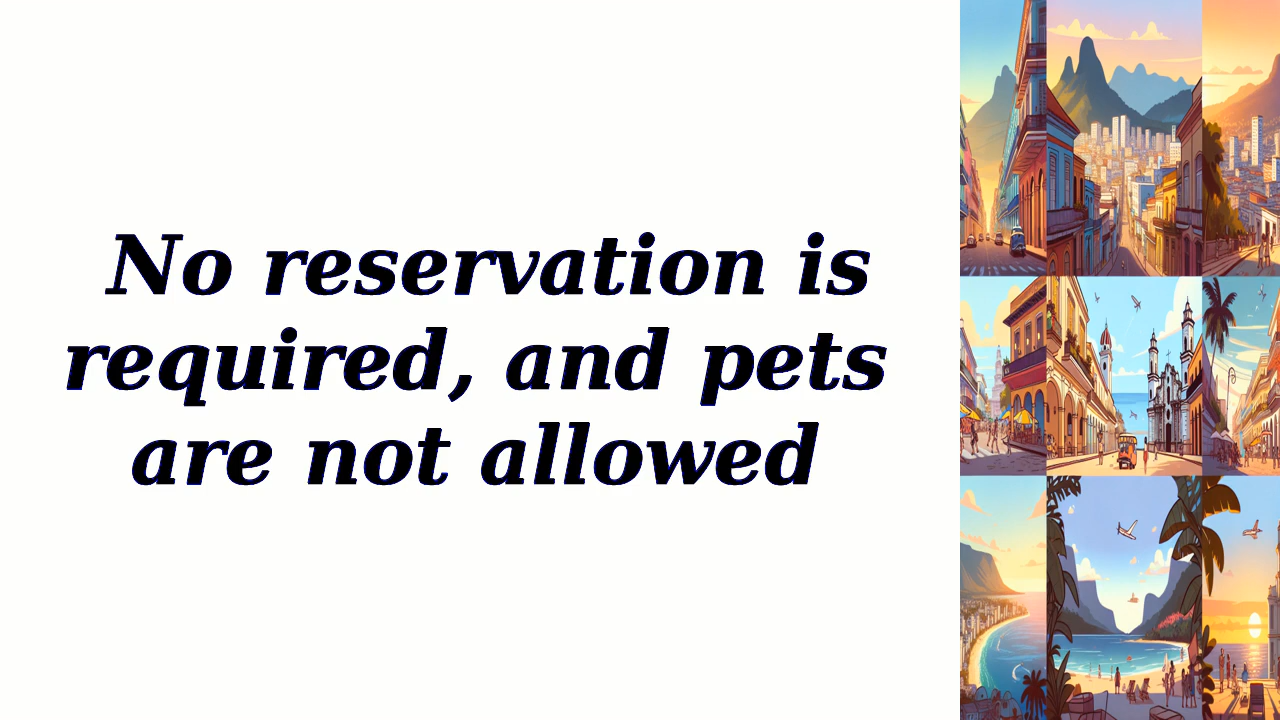 No reservation is
required, and pets
are not allowed